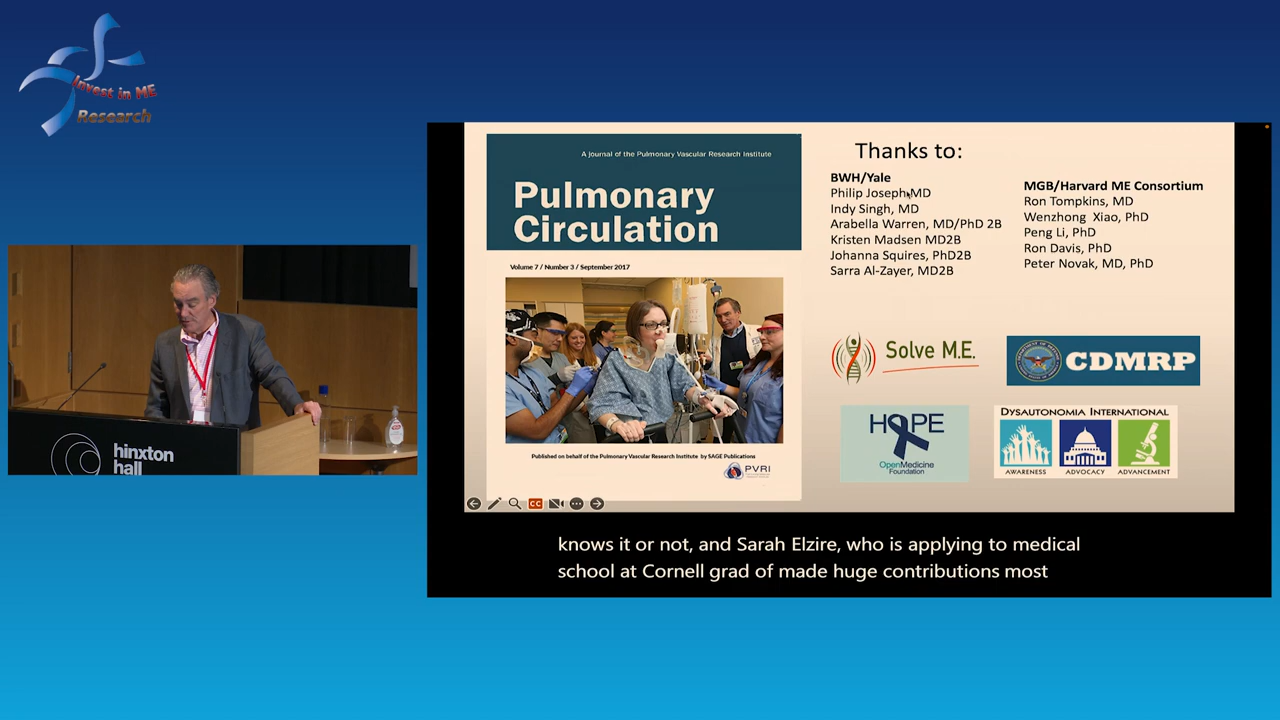 Invest in ME
Research
hinxton
hall
A journal of the Pulmonary Vascular Research Institute
Pulmonary
Circulation
Volume 7 / Number 3 / September 2017
Published on behalf of the Pulmonary Vascular Research Institute by SAGE Publications
PVRI
Thanks to:
BWH/Yale
Philip Joseph MD
Indy Singh, MD
Arabella Warren, MD/PhD 2B
Kristen Madsen MD2B
Johanna Squires, PhD2B
Sarra Al-Zayer, MD2B
MGB/Harvard ME Consortium
Ron Tompkins, MD
Wenzhong Xiao, PhD
Peng Li, PhD
Ron Davis, PhD
Peter Novak, MD, PhD
Solve M.E.
CDMRP
HOPE
OpenMedicine
Foundation
DYSAUTONOMIA INTERNATIONAL
AWARENESS ADVOCACY ADVANCEMENT
CC
knows it or not, and Sarah Elzire, who is applying to medical
school at Cornell grad of made huge contributions most